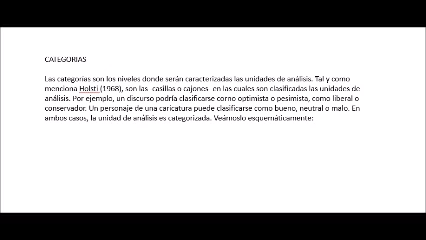 CATEGORIAS
Las categorías son los niveles donde serán caracterizadas las unidades de análisis. Tal y como
menciona Holsti (1968), son las casillas o cajones en las cuales son clasificadas las unidades de
análisis. Por ejemplo, un discurso podría clasificarse corno optimista o pesimista, como liberal o
conservador. Un personaje de una caricatura puede clasificarse como bueno, neutral o malo. En
ambos casos, la unidad de análisis es categorizada. Veámoslo esquemáticamente: